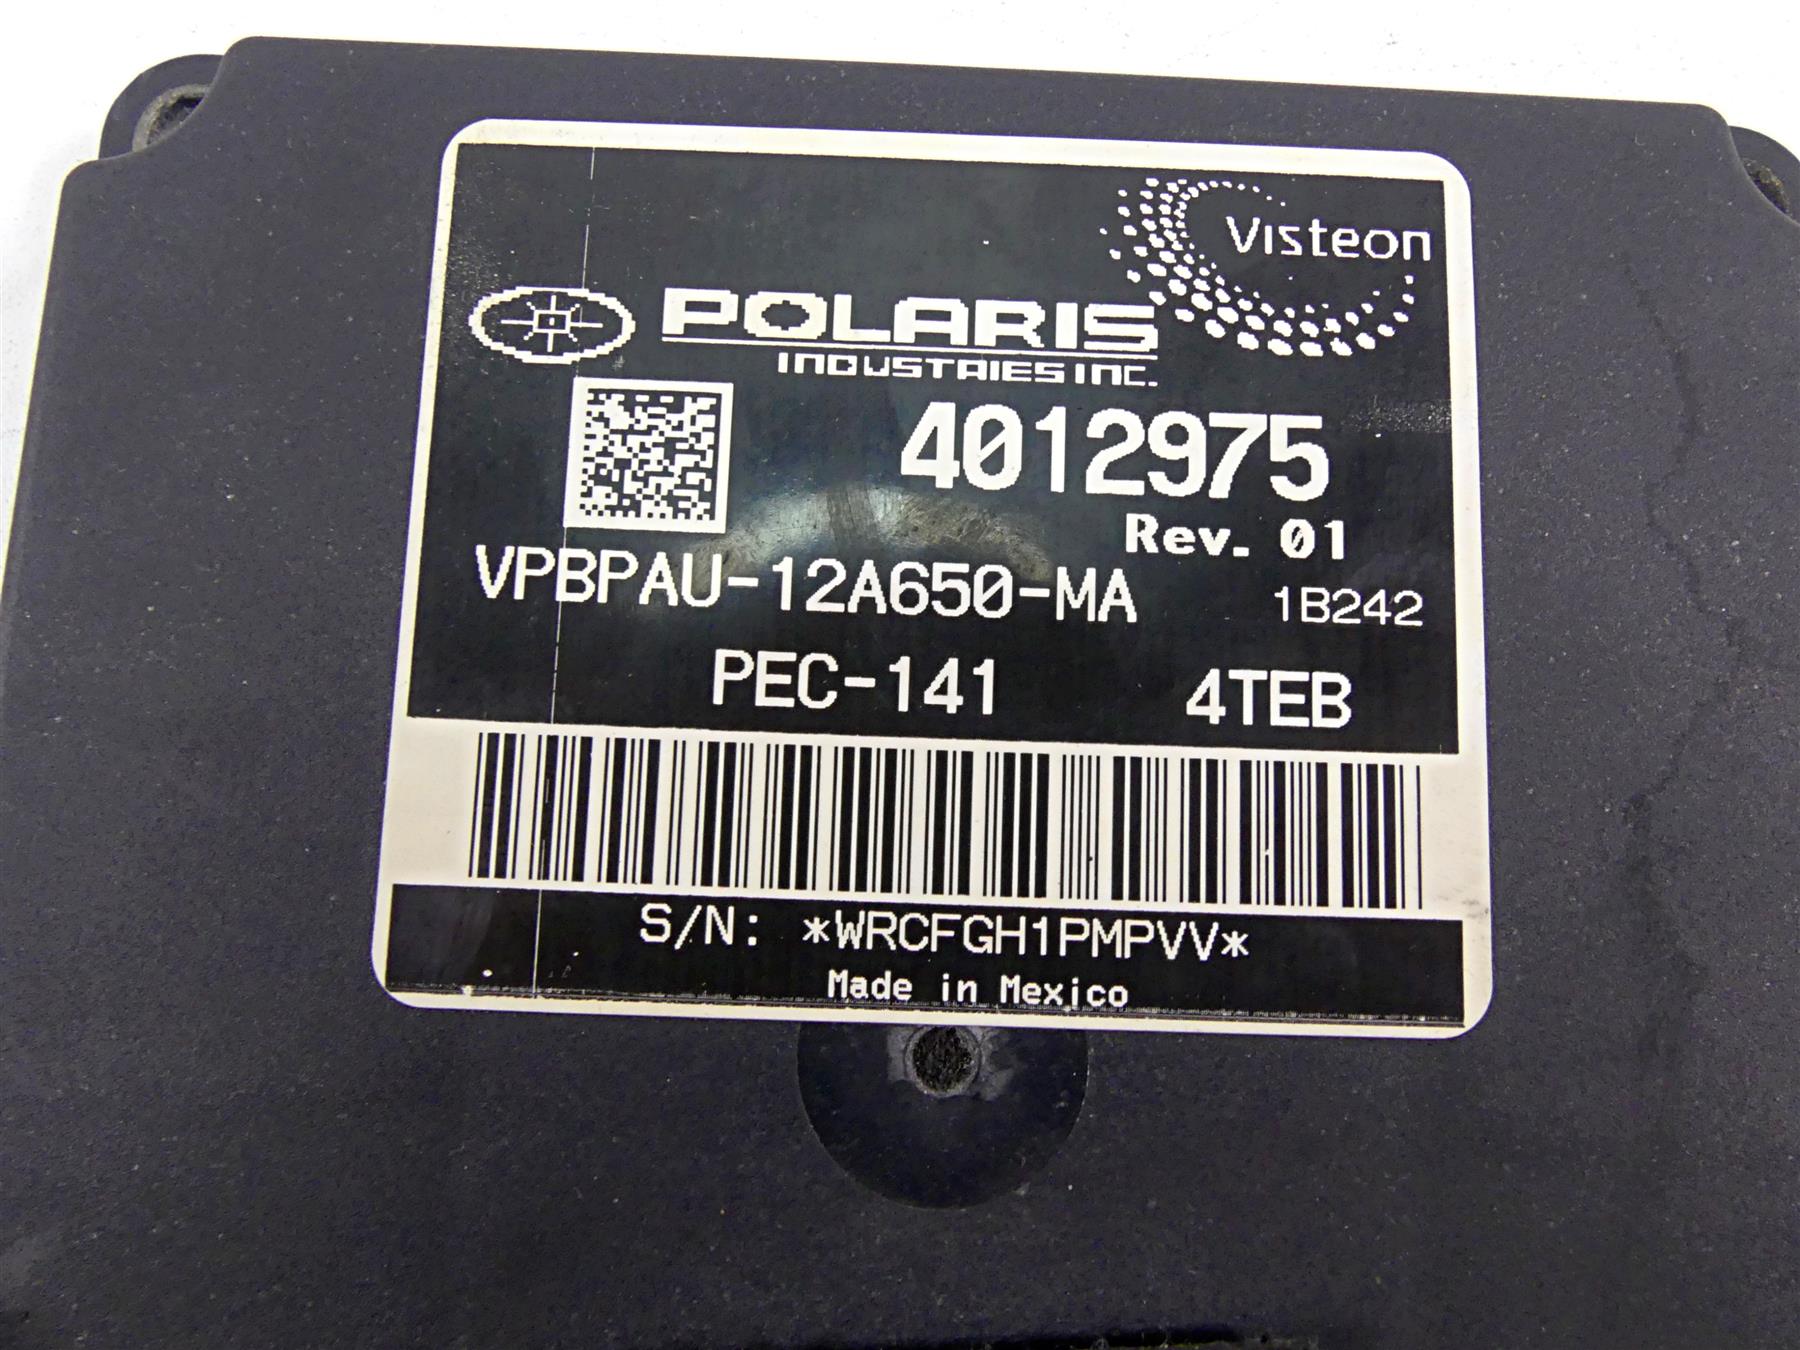 Visteon
POLARIS
INDUSTRIES INC.
4012975
Rev. 01
VPBPAU-12A650-MA 1B242
PEC-141 4TEB
S/N: *WRCFGH1PMPVV*
Made in Mexico